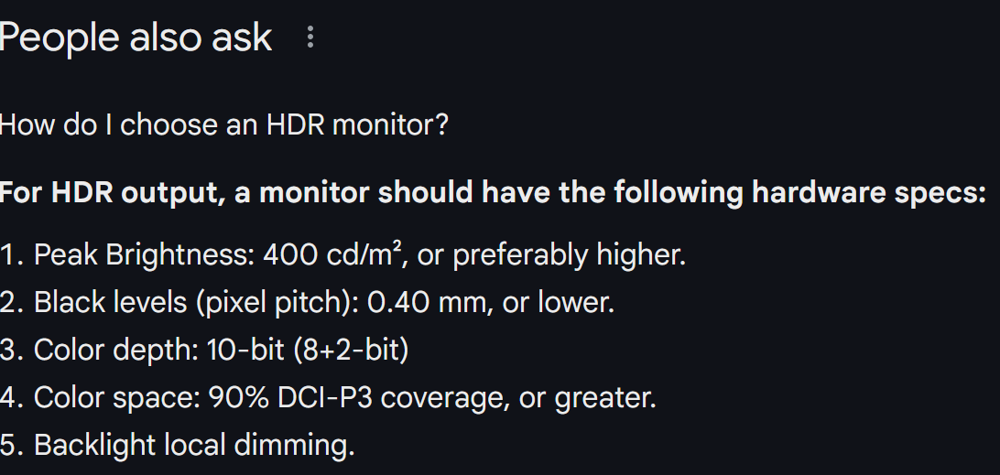 People also ask
How do I choose an HDR monitor?
For HDR output, a monitor should have the following hardware specs:
1. Peak Brightness: 400 cd/m², or preferably higher.
2. Black levels (pixel pitch): 0.40 mm, or lower.
3. Color depth: 10-bit (8+2-bit)
4. Color space: 90% DCI-P3 coverage, or greater.
5. Backlight local dimming.